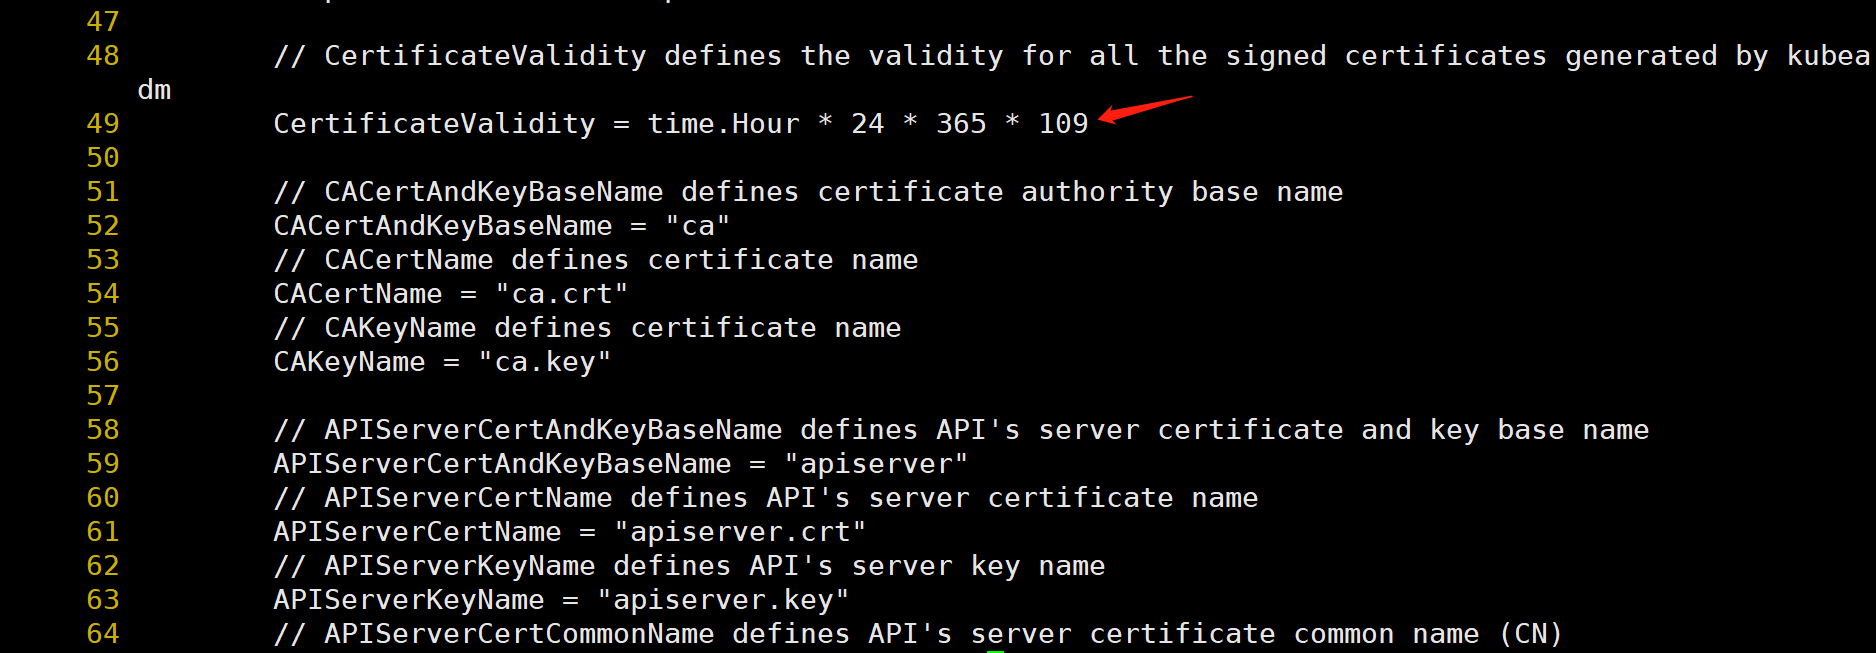 47
48 // CertificateValidity defines the validity for all the signed certificates generated by kubea
dm
49 CertificateValidity = time.Hour * 24 * 365 * 109
50
51 // CACertAndKeyBaseName defines certificate authority base name
52 CACertAndKeyBaseName = "ca"
53 // CACertName defines certificate name
54 CACertName = "ca.crt"
55 // CAKeyName defines certificate name
56 CAKeyName = "ca.key"
57
58 // APIServerCertAndKeyBaseName defines API's server certificate and key base name
59 APIServerCertAndKeyBaseName = "apiserver"
60 // APIServerCertName defines API's server certificate name
61 APIServerCertName = "apiserver.crt"
62 // APIServerKeyName defines API's server key name
63 APIServerKeyName = "apiserver.key"
64 // APIServerCertCommonName defines API's server certificate common name (CN)